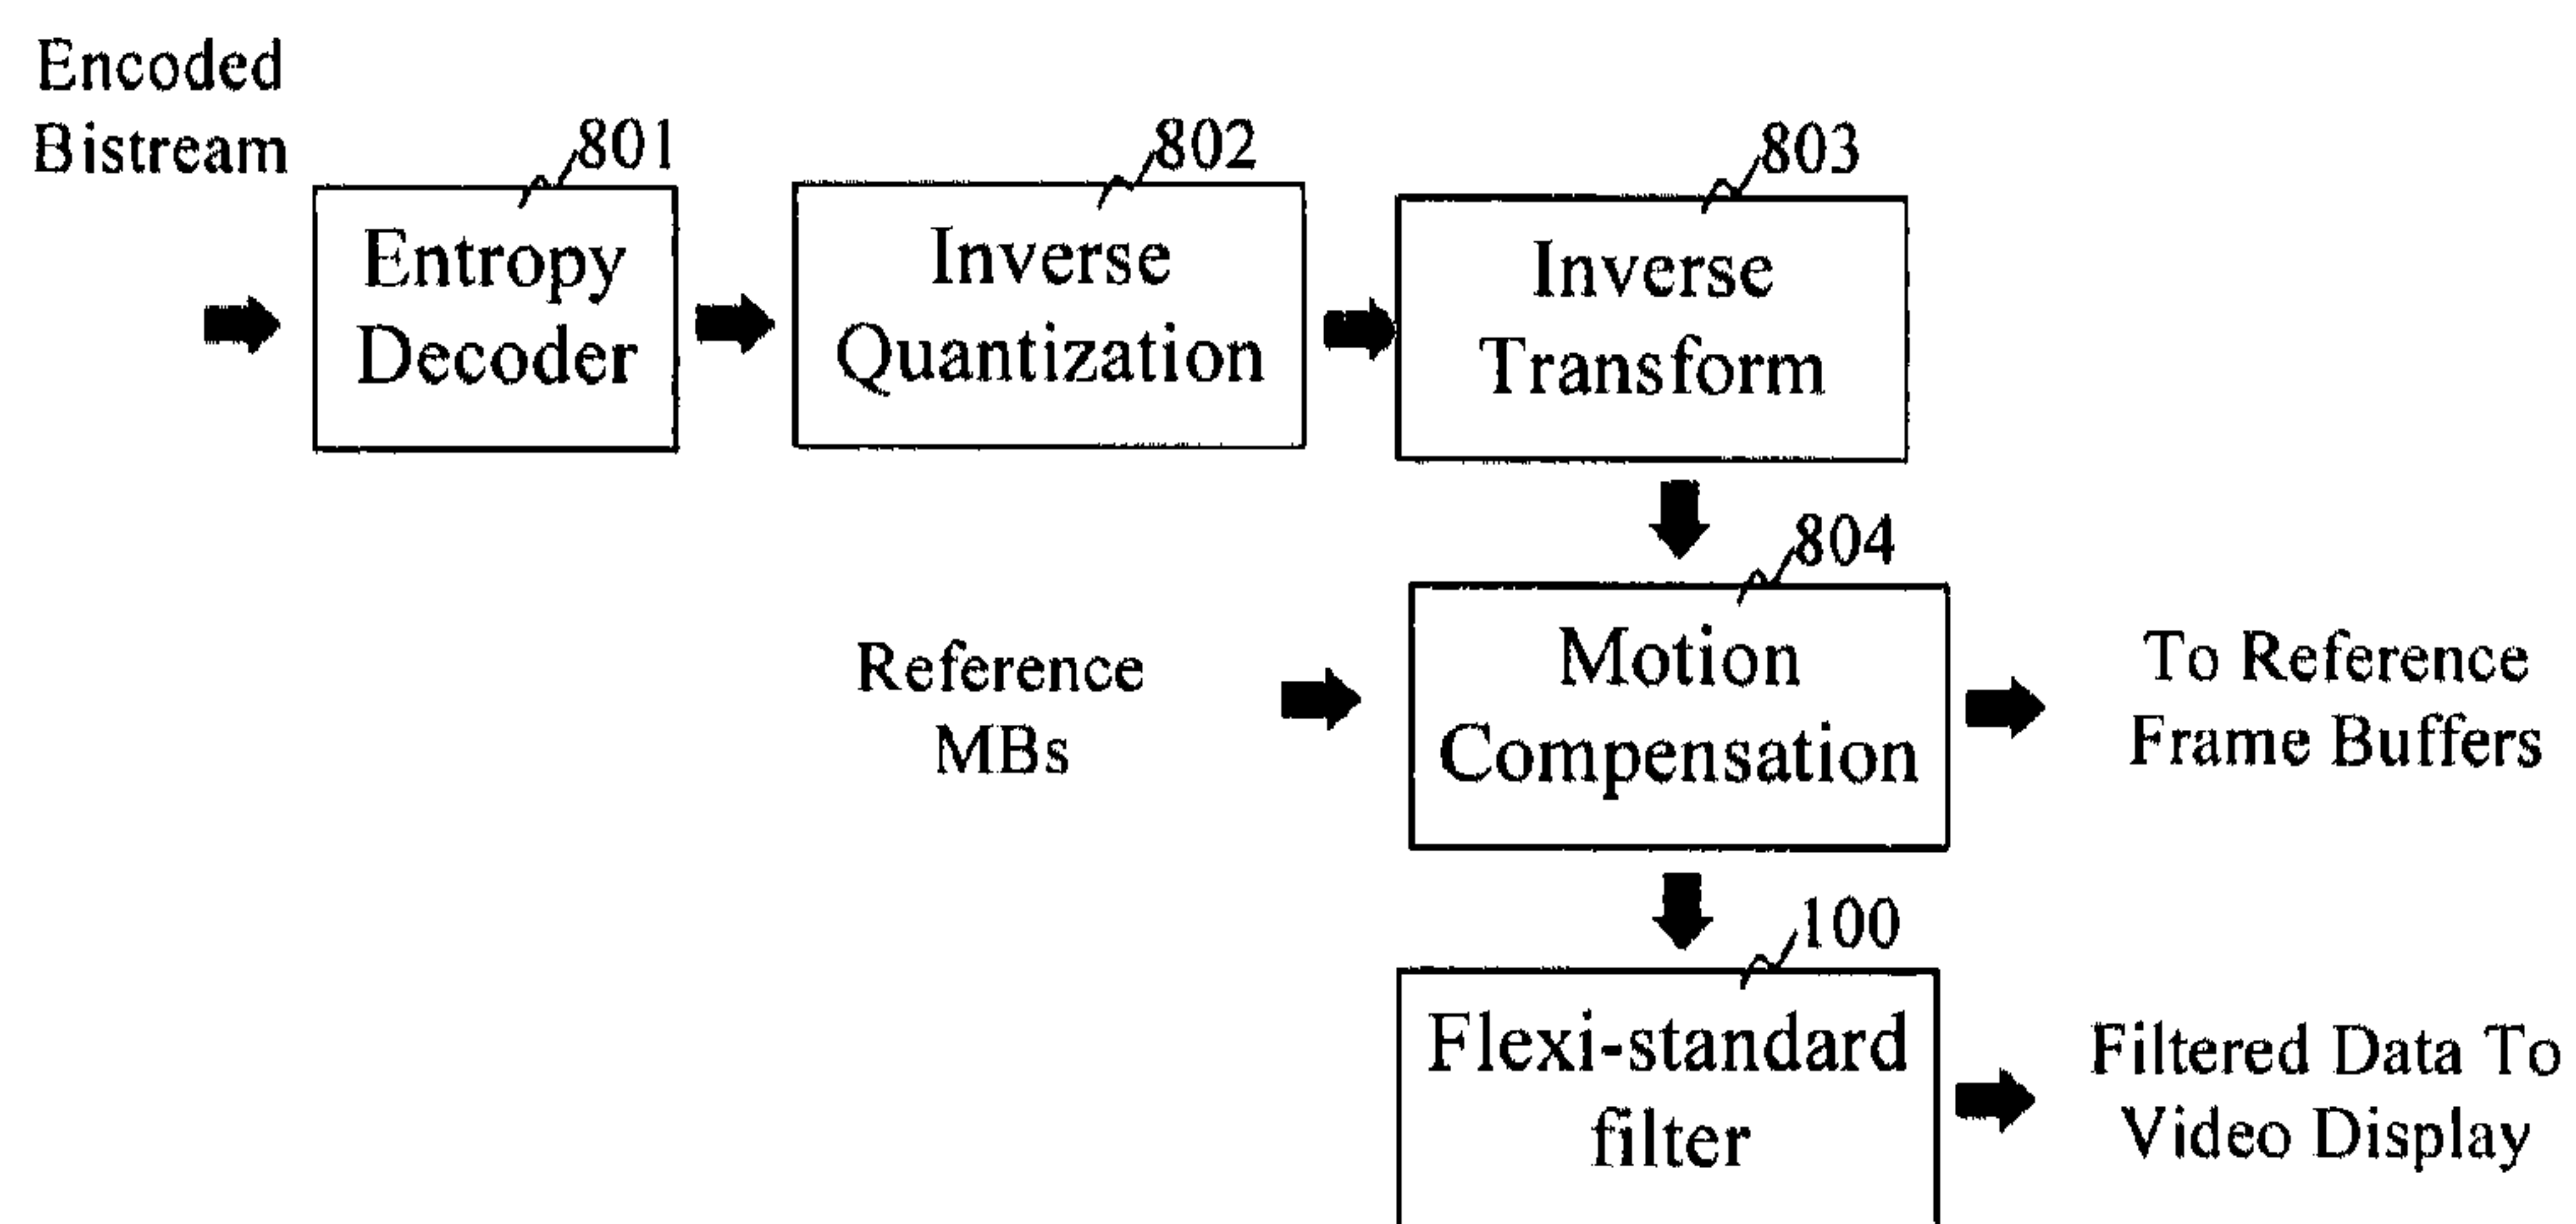 Encoded
Bistream
801
Entropy
Decoder
802
Inverse
Quantization
803
Inverse
Transform
804
Reference
MBs
Motion
Compensation
To Reference
Frame Buffers
100
Flexi-standard
filter
Filtered Data To
Video Display